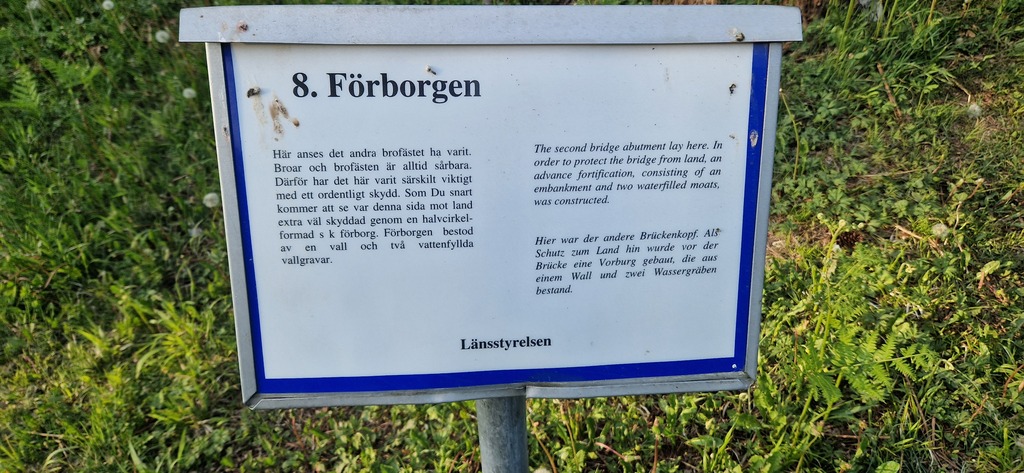 8. Förborgen
Här anses det andra brofästet ha varit.
Broar och brofästen är alltid sårbara.
Därför har det här varit särskilt viktigt
med ett ordentligt skydd. Som Du snart
kommer att se var denna sida mot land
extra väl skyddad genom en halvcirkel-
formad s k förborg. Förborgen bestod
av en vall och två vattenfyllda
vallgravar.
The second bridge abutment lay here. In
order to protect the bridge from land, an
advance fortification, consisting of an
embankment and two waterfilled moats,
was constructed.
Hier war der andere Brückenkopf. Als
Schutz zum Land hin wurde vor der
Brücke eine Vorburg gebaut, die aus
einem Wall und zwei Wassergräben
bestand.
Länsstyrelsen